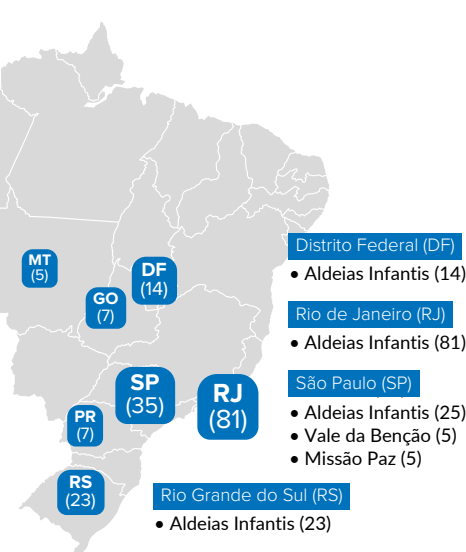 MT
(5)
DF
(14)
GO
(7)
SP
(35)
RJ
(81)
PR
(7)
RS
(23)
Distrito Federal (DF)
• Aldeias Infantis (14)
Rio de Janeiro (RJ)
• Aldeias Infantis (81)
São Paulo (SP)
• Aldeias Infantis (25)
• Vale da Benção (5)
• Missão Paz (5)
Rio Grande do Sul (RS)
• Aldeias Infantis (23)